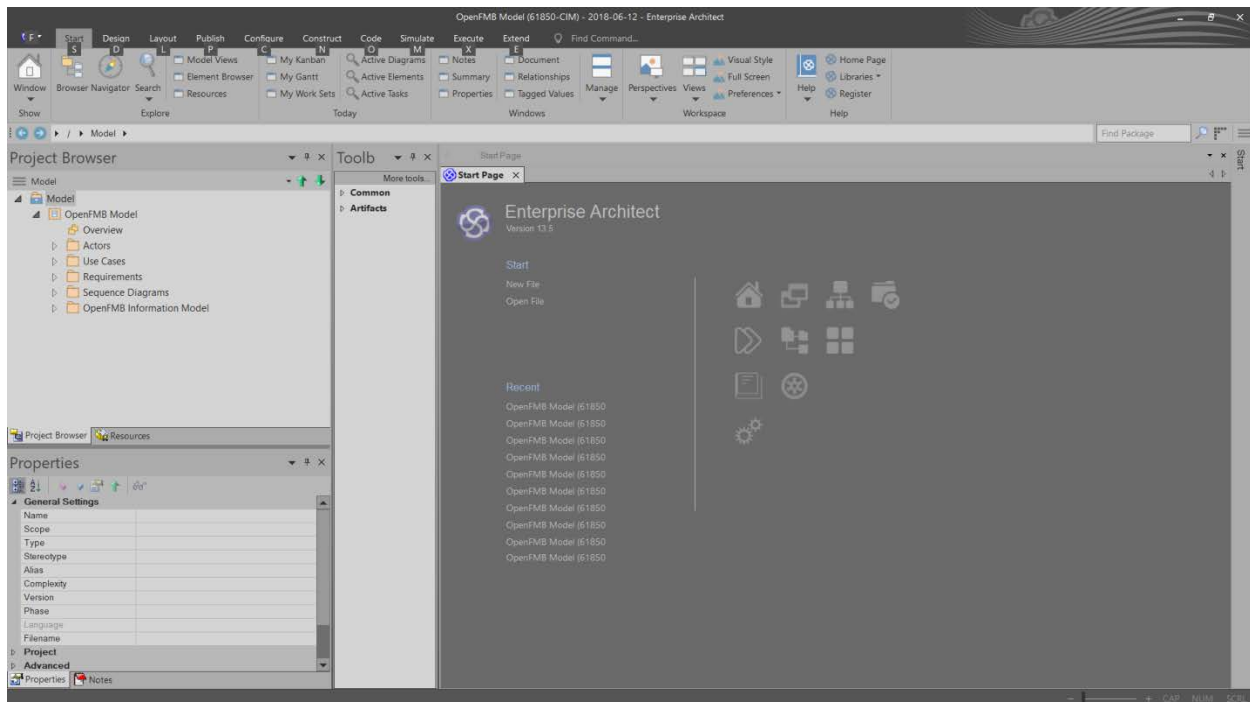 OpenFMB Model (61850-CIM) - 2018-06-12 - Enterprise Architect
F Start Design Layout Publish Configure Construct Code Simulate Execute Extend Find Command...
S D L P C N O M X E
Model Views My Kanban Active Diagrams Notes Document Visual Style Home Page
Element Browser My Gantt Active Elements Summary Relationships Full Screen Libraries
Window Browser Navigator Search Resources My Work Sets Active Tasks Properties Tagged Values Manage Perspectives Views Preferences Help Register
Show Explore Today Windows Workspace Help
/ Model Find Package
Project Browser
Model
Model
OpenFMB Model
Overview
Actors
Use Cases
Requirements
Sequence Diagrams
OpenFMB Information Model
Project Browser Resources
Properties
General Settings
Name
Scope
Type
Stereotype
Alias
Complexity
Version
Phase
Language
Filename
Project
Advanced
Properties Notes
Toolb
More tools...
Common
Artifacts
Start Page
Start Page
Start
Enterprise Architect
Version 13.5
Start
New File
Open File
Recent
OpenFMB Model (61850
OpenFMB Model (61850
OpenFMB Model (61850
OpenFMB Model (61850
OpenFMB Model (61850
OpenFMB Model (61850
OpenFMB Model (61850
OpenFMB Model (61850
OpenFMB Model (61850
OpenFMB Model (61850
CAP NUM SCRL